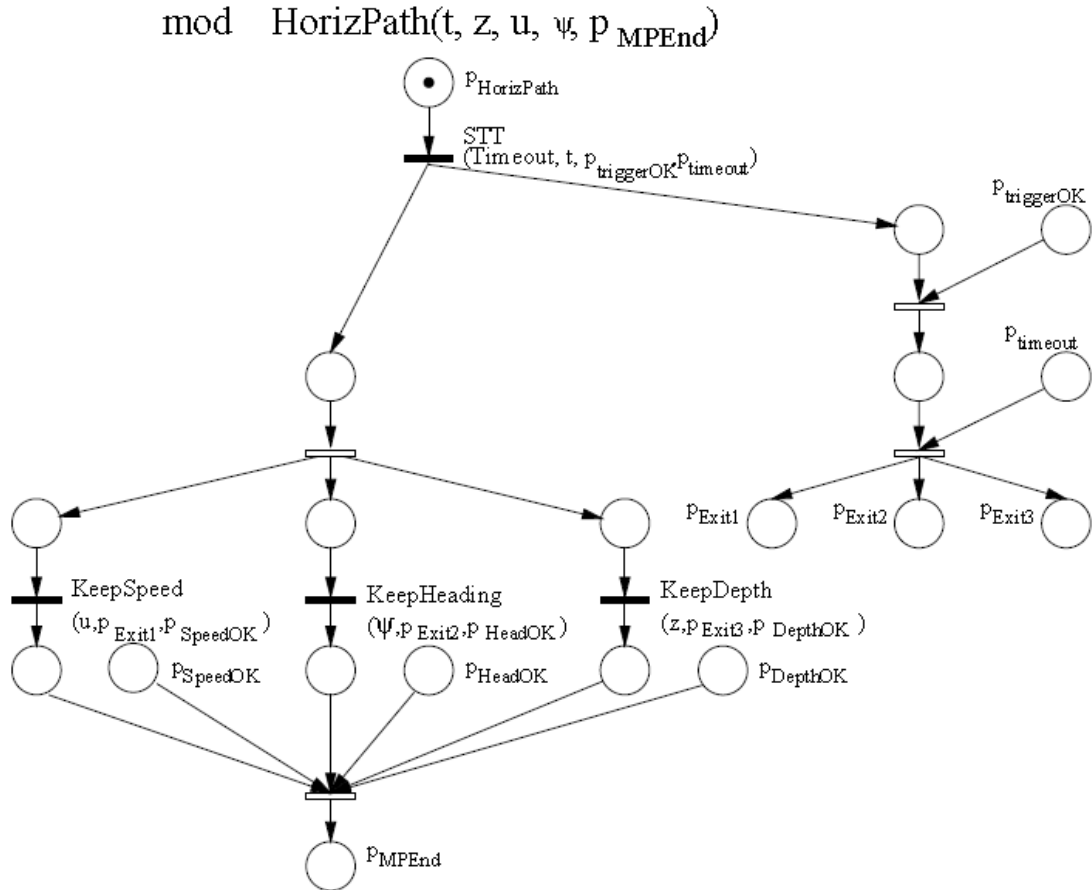 mod HorizPath(t, z, u, ψ, p MPEnd)
p HorizPath
STT
(Timeout, t, p triggerOK, p timeout)
p triggerOK
p timeout
p Exit1
p Exit2
p Exit3
KeepSpeed
(u, p Exit1, p SpeedOK)
KeepHeading
(ψ, p Exit2, p HeadOK)
KeepDepth
(z, p Exit3, p DepthOK)
p SpeedOK
p HeadOK
p DepthOK
p MPEnd